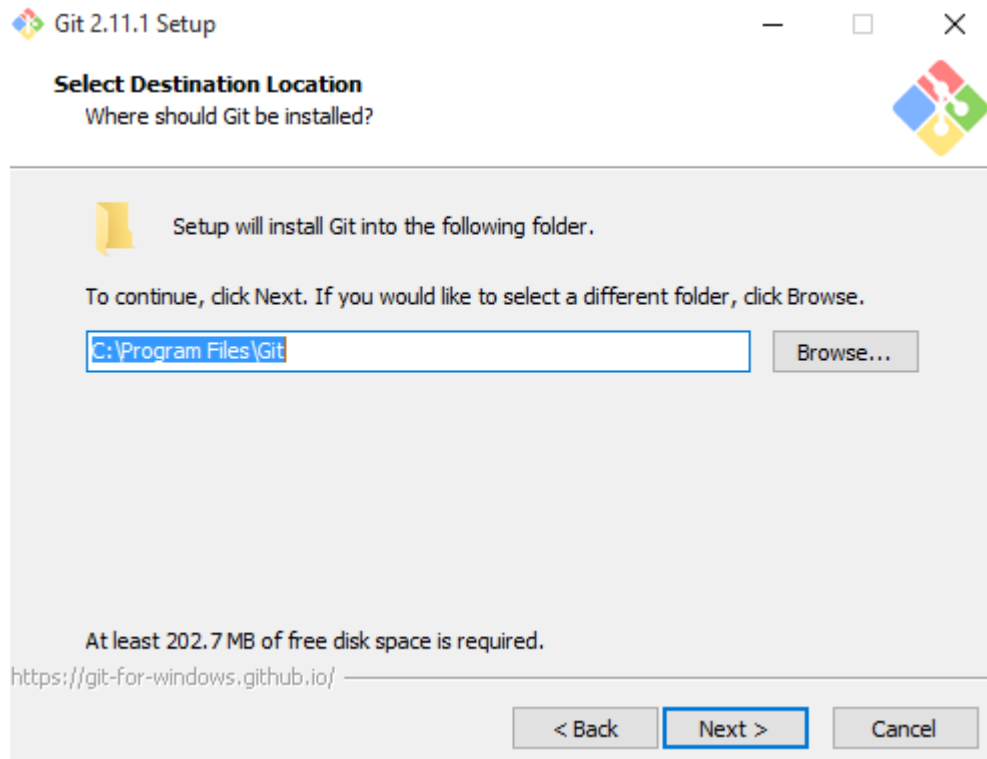 Git 2.11.1 Setup
Select Destination Location
Where should Git be installed?
Setup will install Git into the following folder.
To continue, click Next. If you would like to select a different folder, click Browse.
C:\Program Files\Git
Browse...
At least 202.7 MB of free disk space is required.
https://git-for-windows.github.io/
< Back
Next >
Cancel